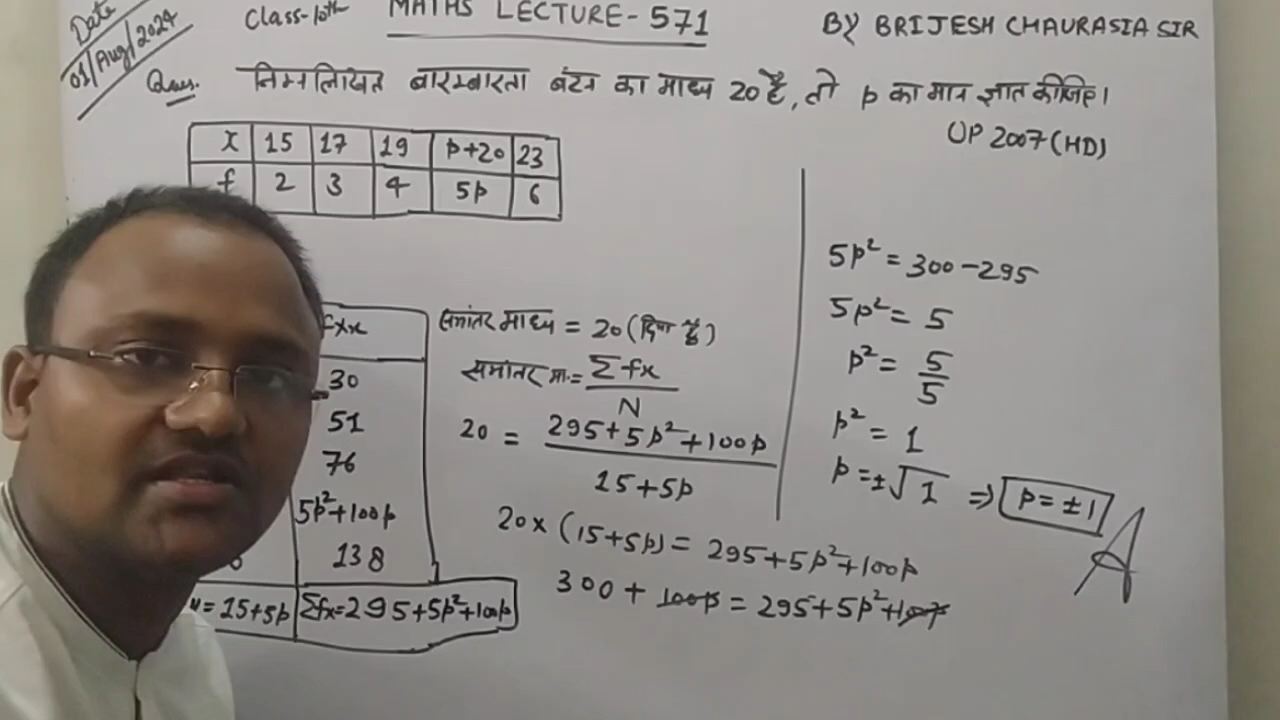 Date
01/Aug/2024
Class-10th
MATHS LECTURE-571
BY BRIJESH CHAURASIA SIR
Ques. निम्नलिखित बारम्बारता बंटन का माध्य 20 है, तो p का मान ज्ञात कीजिए।
UP 2007 (HD)
x 15 17 19 p+20 23
f 2 3 4 5p 6
f×x
30
51
76
5p²+100p
138
N = 15+5p Σfx=295+5p²+100p
समांतर माध्य = 20 (दिया है)
समांतर मा. = Σfx
N
20 = 295+5p²+100p
15+5p
20 × (15+5p) = 295+5p²+100p
300 + 100p = 295+5p²+100p
5p² = 300-295
5p² = 5
p² = 5
5
p² = 1
p = ±√1 ⇒ p = ±1
A